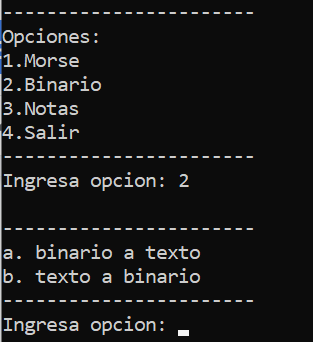 -----------------------
Opciones:
1.Morse
2.Binario
3.Notas
4.Salir
-----------------------
Ingresa opcion: 2
-----------------------
a. binario a texto
b. texto a binario
-----------------------
Ingresa opcion: